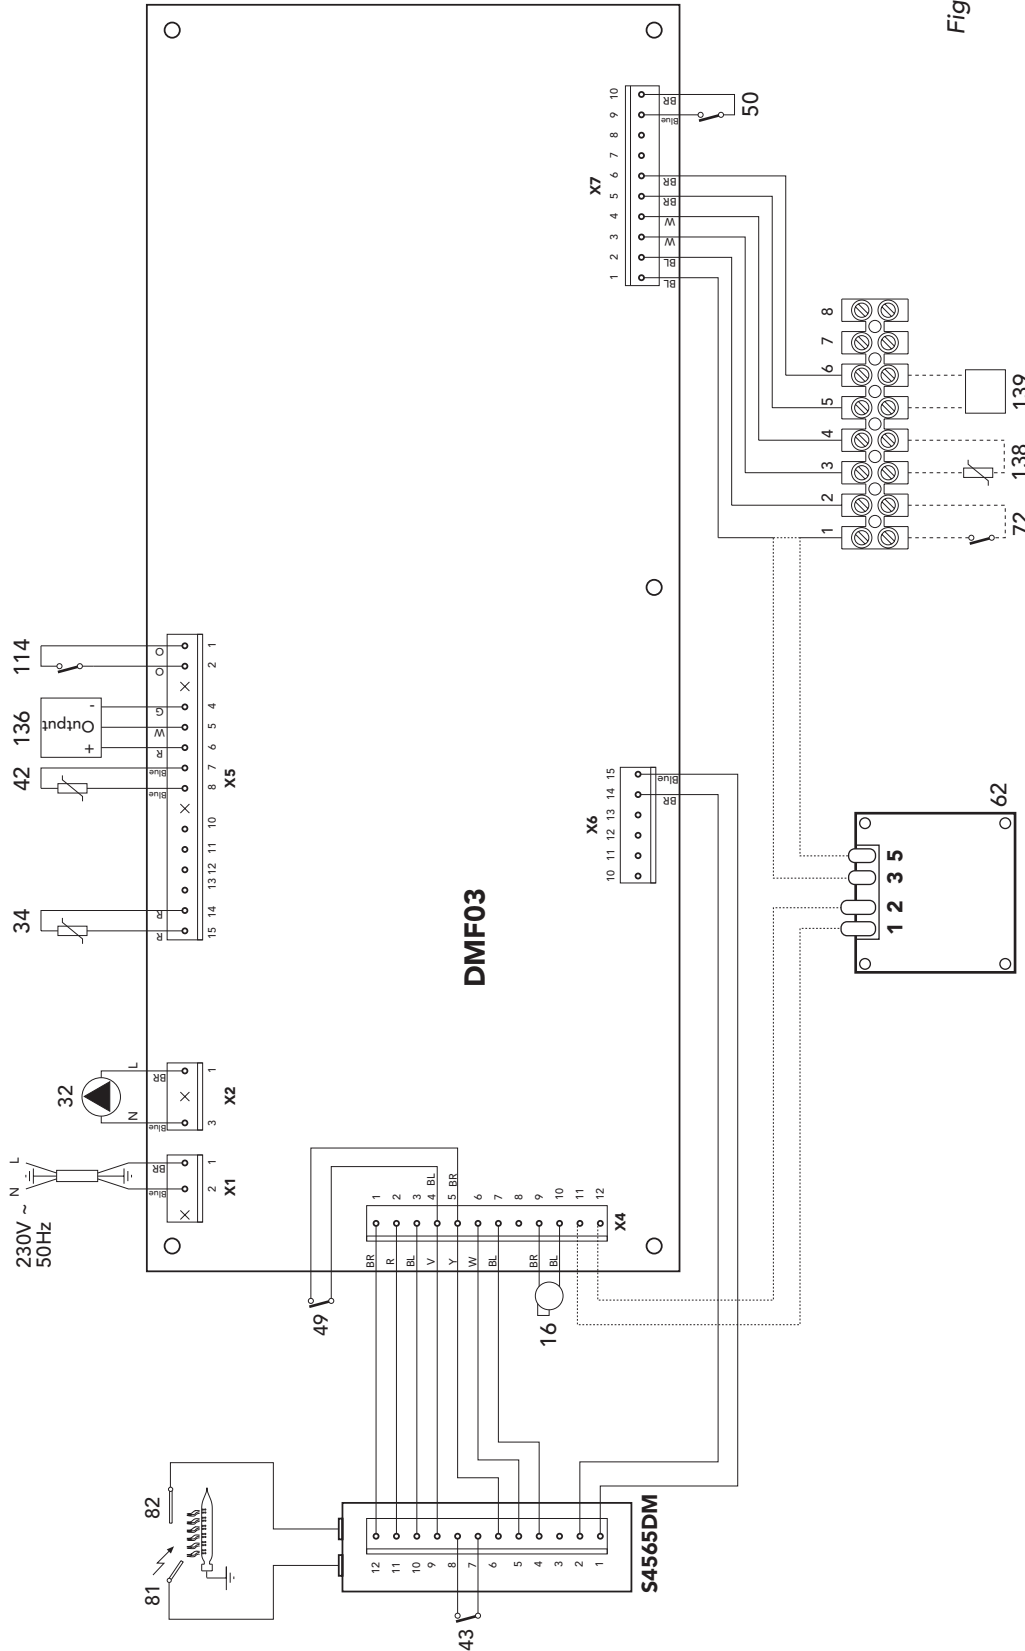 230V ~
50Hz
N
L
Blue
BR
2
1
X1
32
N
L
Blue
BR
3
1
X2
34
R
R
15
14
13
12
11
10
42
Blue
Blue
8
7
136
+
Output
-
R
W
G
6
5
4
114
O
O
2
1
X5
DMF03
X6
10
11
12
13
14
15
BR
Blue
X7
1
2
3
4
5
6
7
8
9
10
BL
BL
W
W
BR
BR
Blue
BR
50
1
2
3
4
5
6
7
8
72
138
139
62
1
2
3
5
X4
1
2
3
4
5
6
7
8
9
10
11
12
BL
BR
BR
R
BL
V
Y
W
BL
BR
BL
49
16
81
82
43
12
11
10
9
8
7
6
5
4
3
2
1
S4565DM
Fig